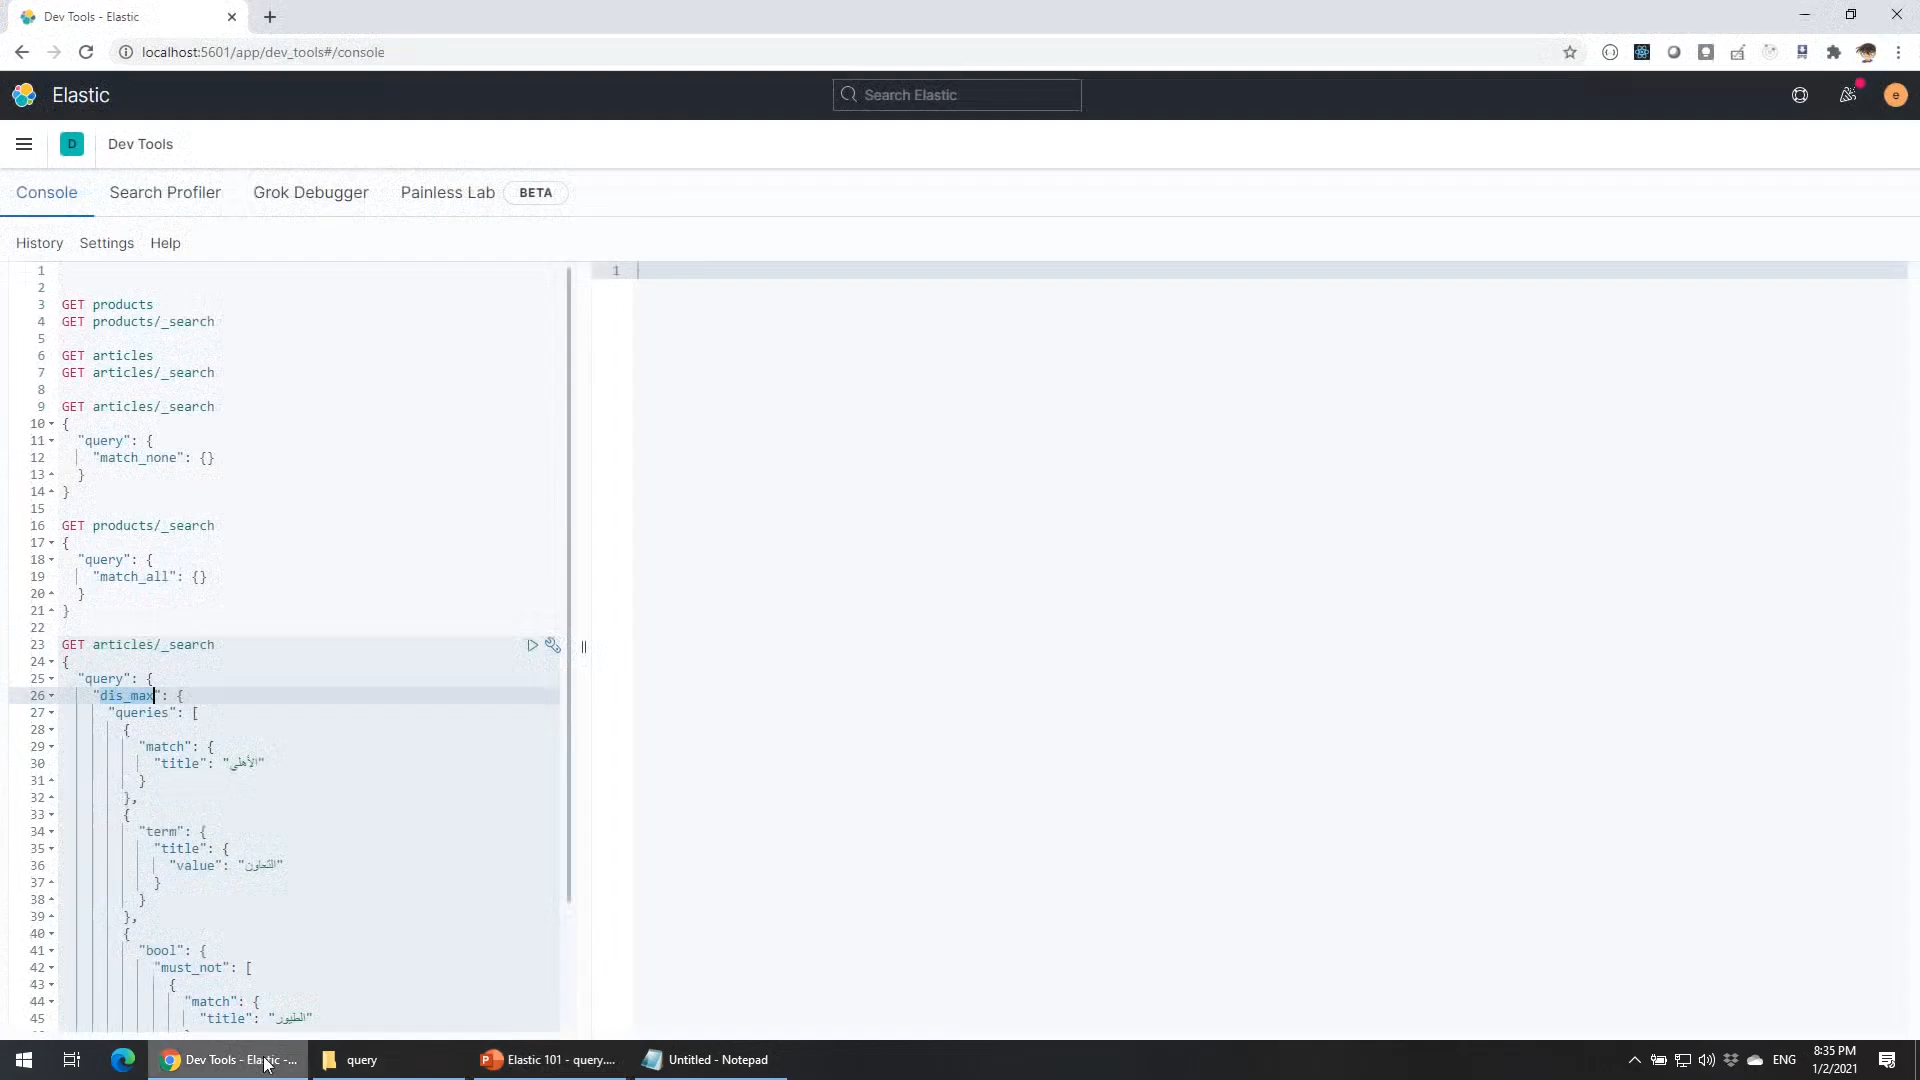 Dev Tools - Elastic
localhost:5601/app/dev_tools#/console
Elastic
Search Elastic
e
D
Dev Tools
Console Search Profiler Grok Debugger Painless Lab BETA
History Settings Help
1
2
3 GET products
4 GET products/_search
5
6 GET articles
7 GET articles/_search
8
9 GET articles/_search
10 {
11 "query": {
12 "match_none": {}
13 }
14 }
15
16 GET products/_search
17 {
18 "query": {
19 "match_all": {}
20 }
21 }
22
23 GET articles/_search
24 {
25 "query": {
26 "dis_max": {
27 "queries": [
28 {
29 "match": {
30 "title": "الأهلي"
31 }
32 },
33 {
34 "term": {
35 "title": {
36 "value": "التعاون"
37 }
38 }
39 },
40 {
41 "bool": {
42 "must_not": [
43 {
44 "match": {
45 "title": "الطيور"
1
Dev Tools - Elastic -...
query
Elastic 101 - query....
Untitled - Notepad
ENG
8:35 PM
1/2/2021